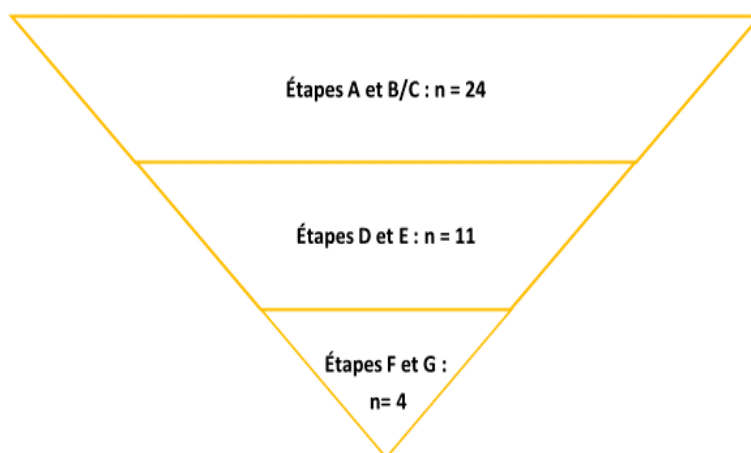 Étapes A et B/C : n = 24
Étapes D et E : n = 11
Étapes F et G :
n= 4